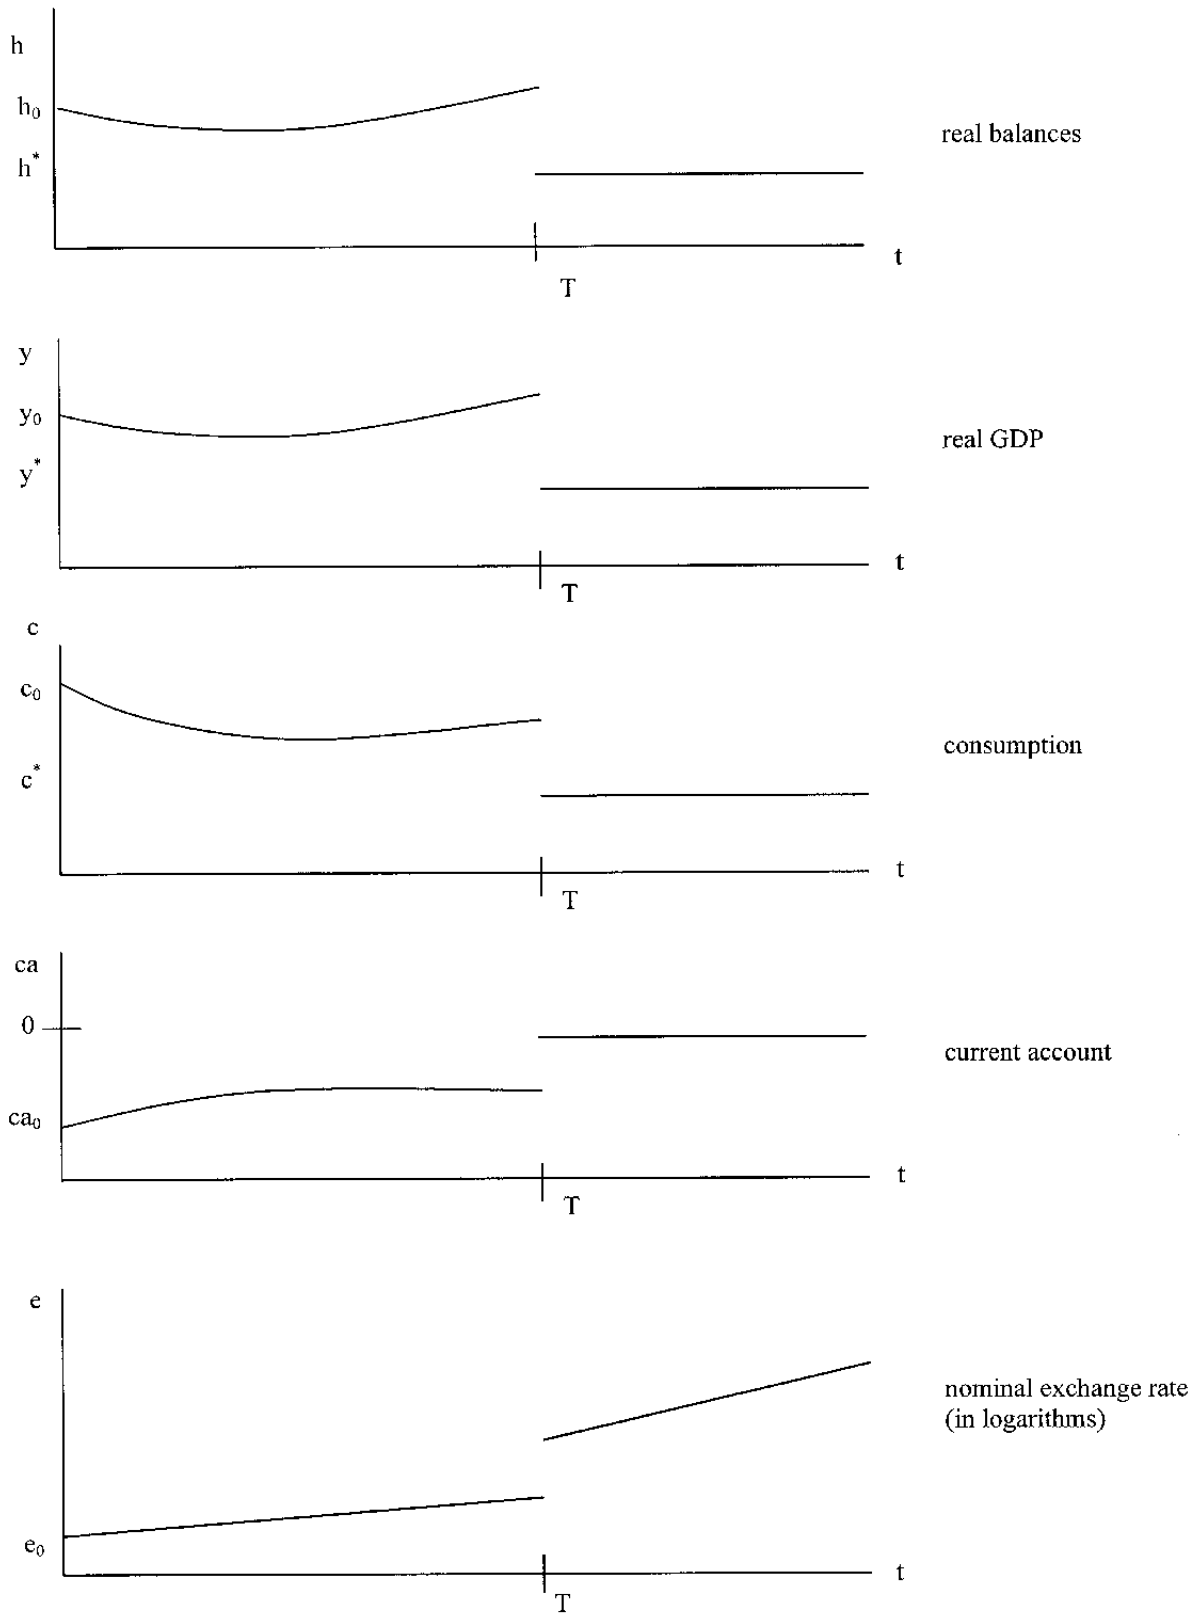 h
h₀
h*
real balances
t
T
y
y₀
y*
real GDP
t
T
c
c₀
c*
consumption
t
T
ca
0
ca₀
current account
t
T
e
e₀
nominal exchange rate
(in logarithms)
t
T